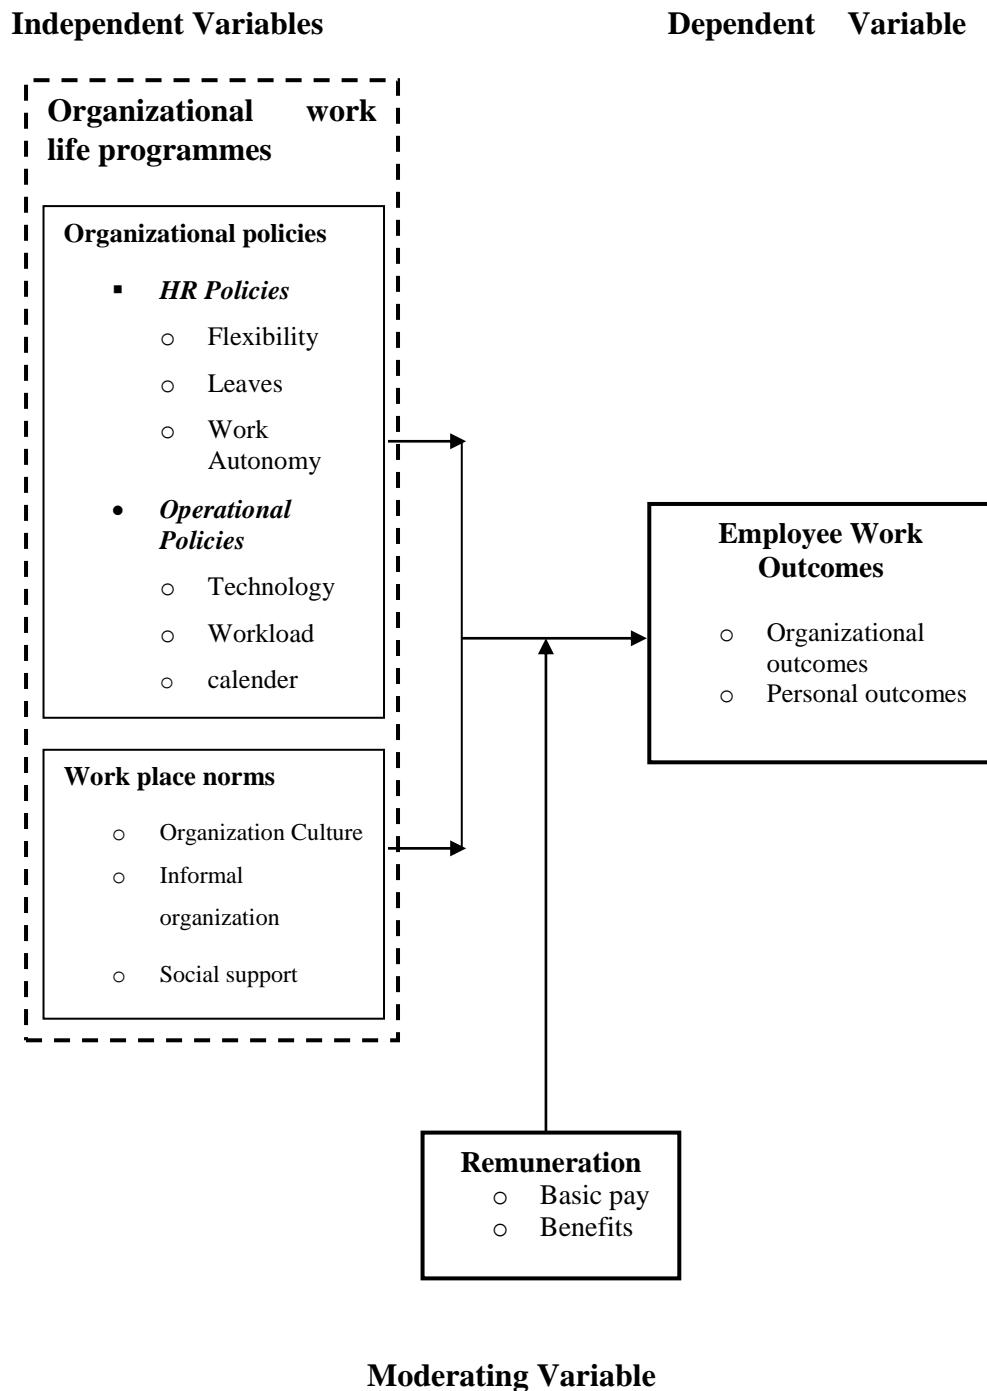 Independent Variables
Dependent Variable
Organizational work
life programmes
Organizational policies
▪ HR Policies
o Flexibility
o Leaves
o Work
Autonomy
• Operational
Policies
o Technology
o Workload
o calender
Work place norms
o Organization Culture
o Informal
organization
o Social support
Employee Work
Outcomes
o Organizational
outcomes
o Personal outcomes
Remuneration
o Basic pay
o Benefits
Moderating Variable